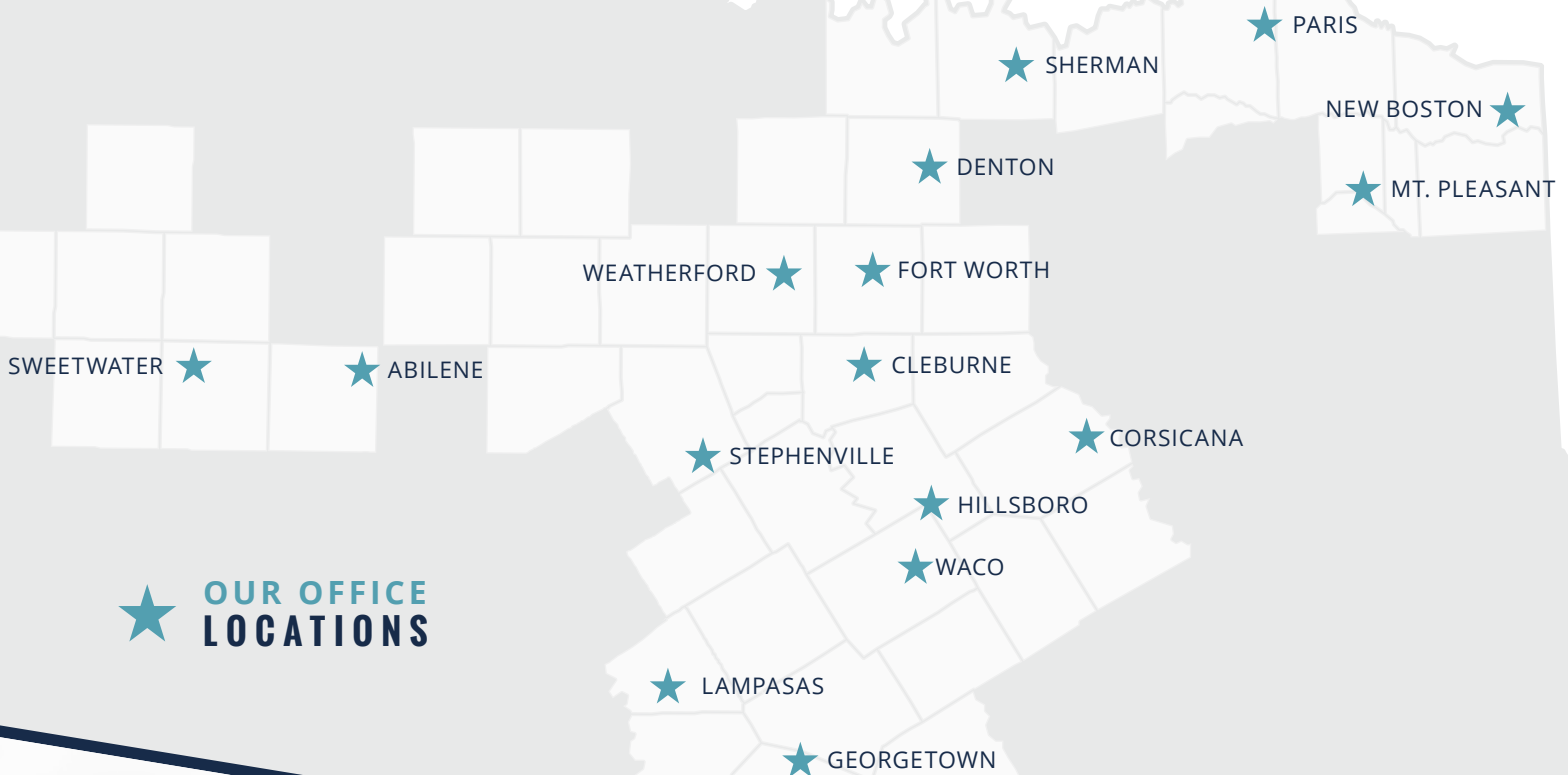 PARIS
SHERMAN
NEW BOSTON
DENTON
MT. PLEASANT
WEATHERFORD
FORT WORTH
SWEETWATER
ABILENE
CLEBURNE
CORSICANA
STEPHENVILLE
HILLSBORO
WACO
OUR OFFICE
LOCATIONS
LAMPASAS
GEORGETOWN